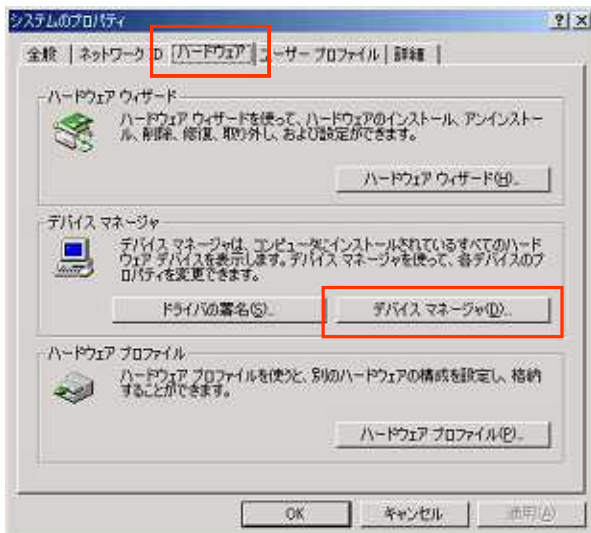 システムのプロパティ
全般 ネットワーク ID ハードウェア ユーザー プロファイル 詳細
ハードウェア ウィザード
ハードウェア ウィザードを使って、ハードウェアのインストール、アンインストー
ル、削除、修復、取り外し、および設定ができます。
ハードウェア ウィザード(H)...
デバイス マネージャ
デバイス マネージャは、コンピュータにインストールされているすべてのハード
ウェア デバイスを表示します。デバイス マネージャを使って、各デバイスのプ
ロパティを変更できます。
ドライバの署名(S)... デバイス マネージャ(D)...
ハードウェア プロファイル
ハードウェア プロファイルを使うと、別のハードウェアの構成を設定し、格納
することができます。
ハードウェア プロファイル(P)...
OK キャンセル 適用(A)